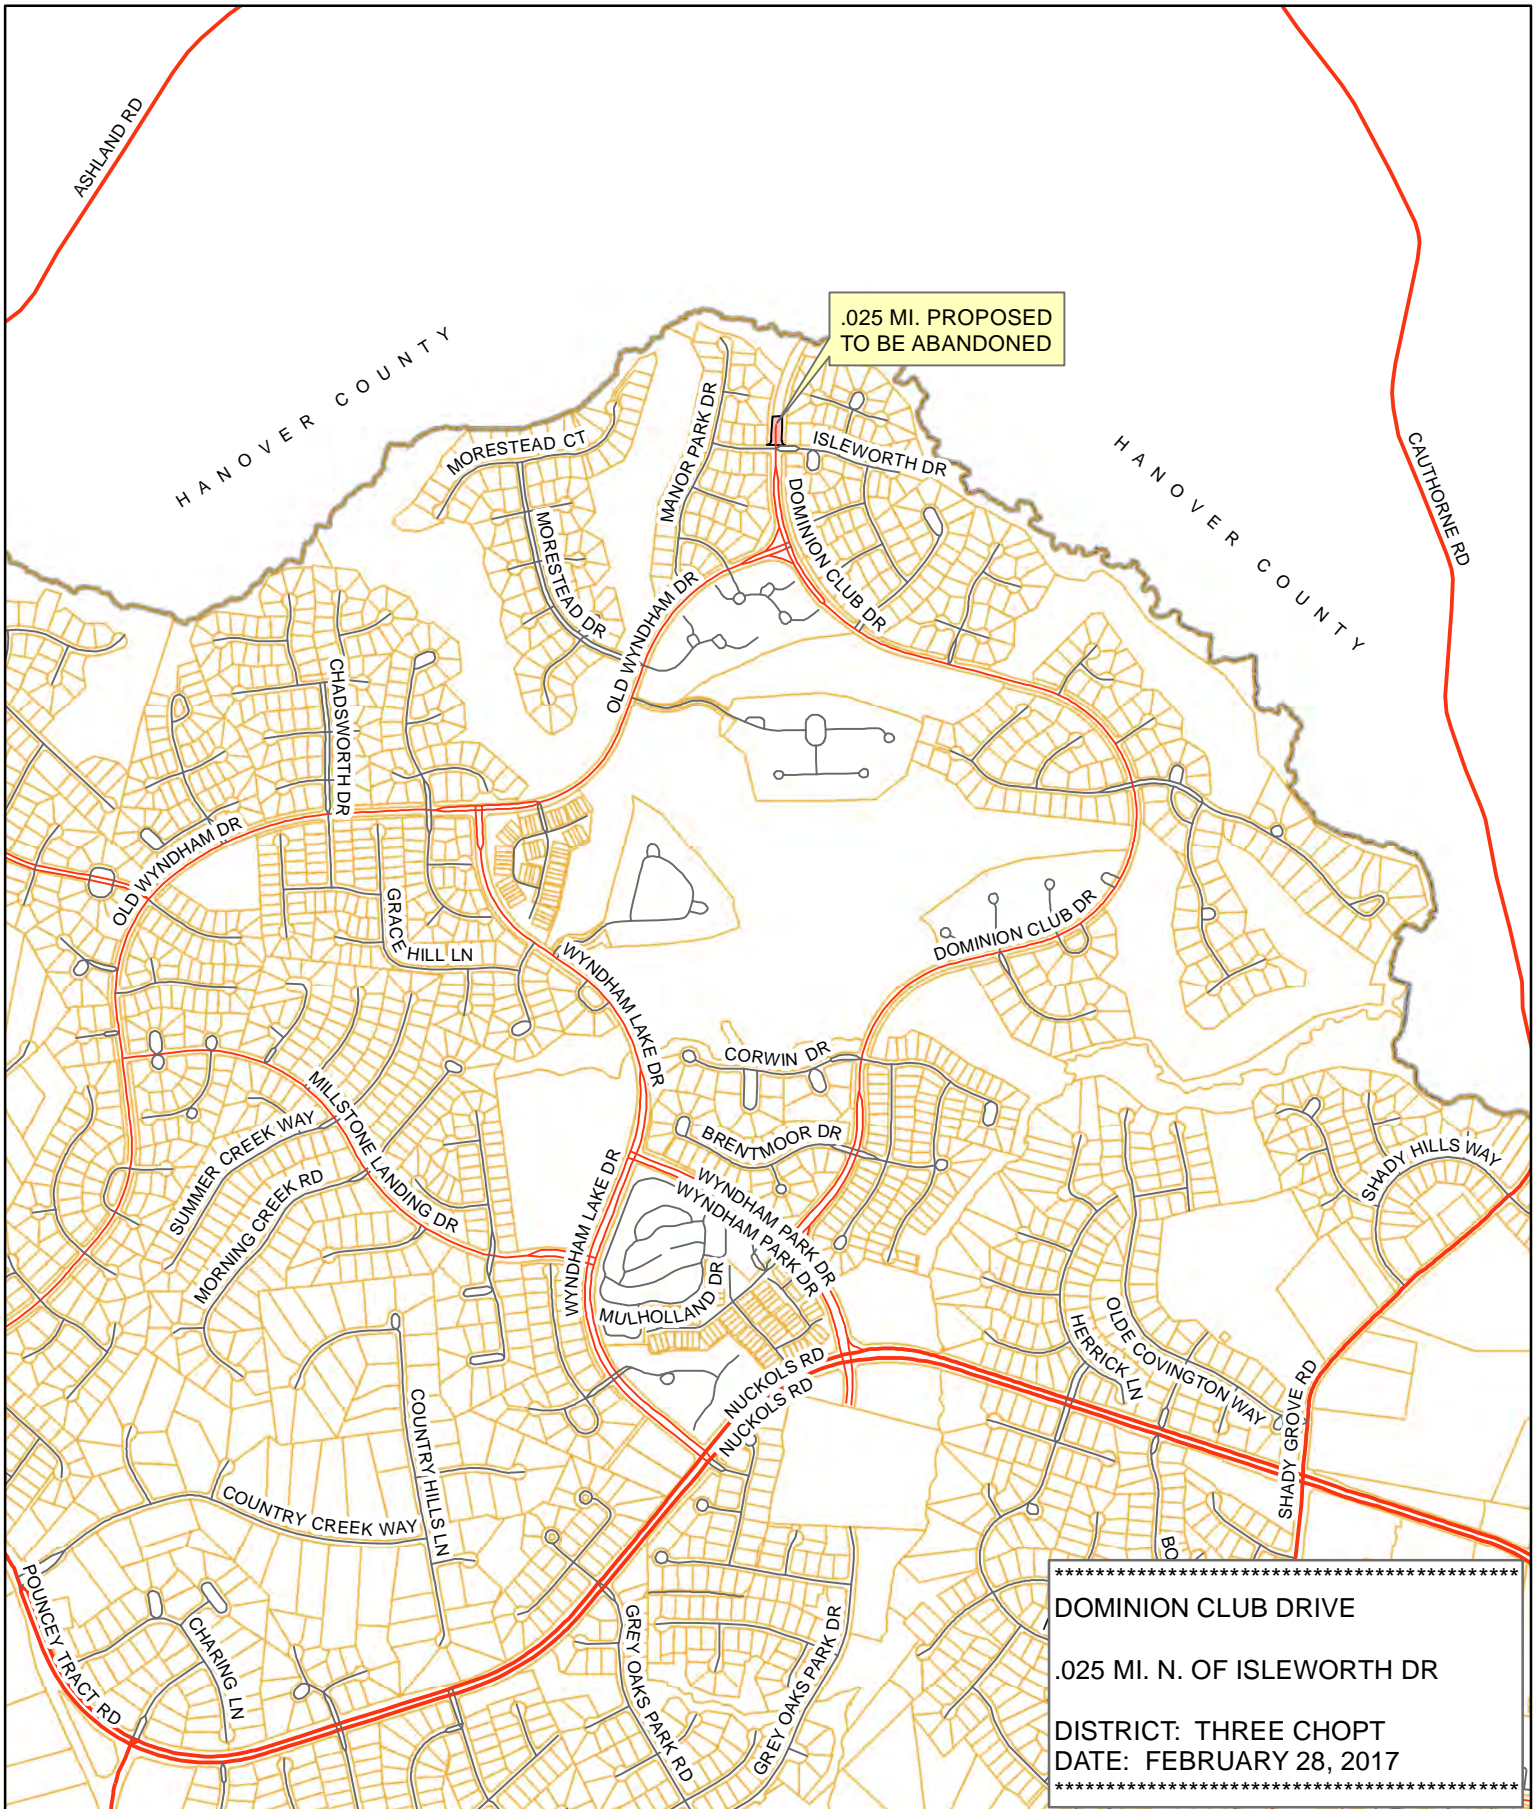 ASHLAND RD
.025 MI. PROPOSED
TO BE ABANDONED
HANOVER COUNTY
HANOVER COUNTY
CAUTHORNE RD
MORESTEAD CT
MANOR PARK DR
ISLEWORTH DR
DOMINION CLUB DR
MORESTEAD DR
OLD WYNDHAM DR
CHADSWORTH DR
OLD WYNDHAM DR
GRACE HILL LN
WYNDHAM LAKE DR
DOMINION CLUB DR
CORWIN DR
MILLSTONE LANDING DR
SUMMER CREEK WAY
MORNING CREEK RD
BRENTMOOR DR
WYNDHAM LAKE DR
WYNDHAM PARK DR
WYNDHAM PARK DR
MULHOLLAND DR
SHADY HILLS WAY
OLDE COVINGTON WAY
HERRICK LN
NUCKOLS RD
NUCKOLS RD
SHADY GROVE RD
COUNTRY HILLS LN
COUNTRY CREEK WAY
POUNCEY TRACT RD
CHARING LN
GREY OAKS PARK RD
GREY OAKS PARK DR
BO
*********************************************
DOMINION CLUB DRIVE
.025 MI. N. OF ISLEWORTH DR
DISTRICT: THREE CHOPT
DATE: FEBRUARY 28, 2017
*********************************************